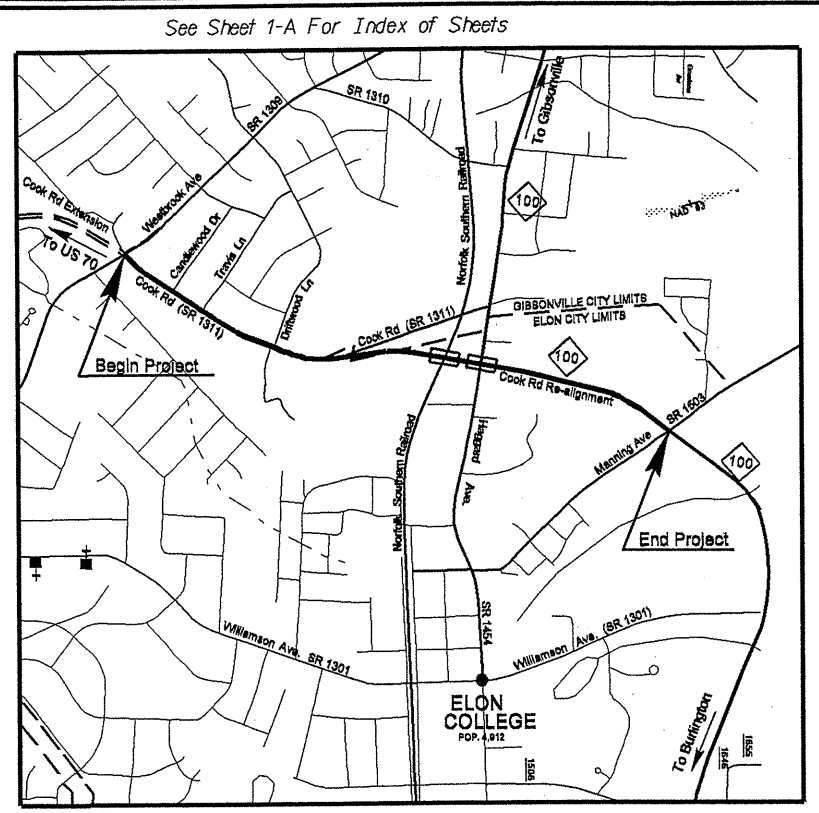 See Sheet 1-A For Index of Sheets
SR 1309
SR 1310
Norfolk Southern Railroad
To Gibsonville
100
NAD 83
Cook Rd Extension
To US 70
Westbrook Ave
Candlewood Dr
Travis Ln
Driftwood Ln
Cook Rd (SR 1311)
Cook Rd (SR 1311)
GIBSONVILLE CITY LIMITS
ELON CITY LIMITS
100
Begin Project
Cook Rd Re-alignment
Haggard Ave.
Manning Ave
SR 1503
100
Norfolk Southern Railroad
End Project
SR 1454
Williamson Ave. SR 1301
Williamson Ave. (SR 1301)
ELON
COLLEGE
POP. 4,912
To Burlington
1506
1646
1655